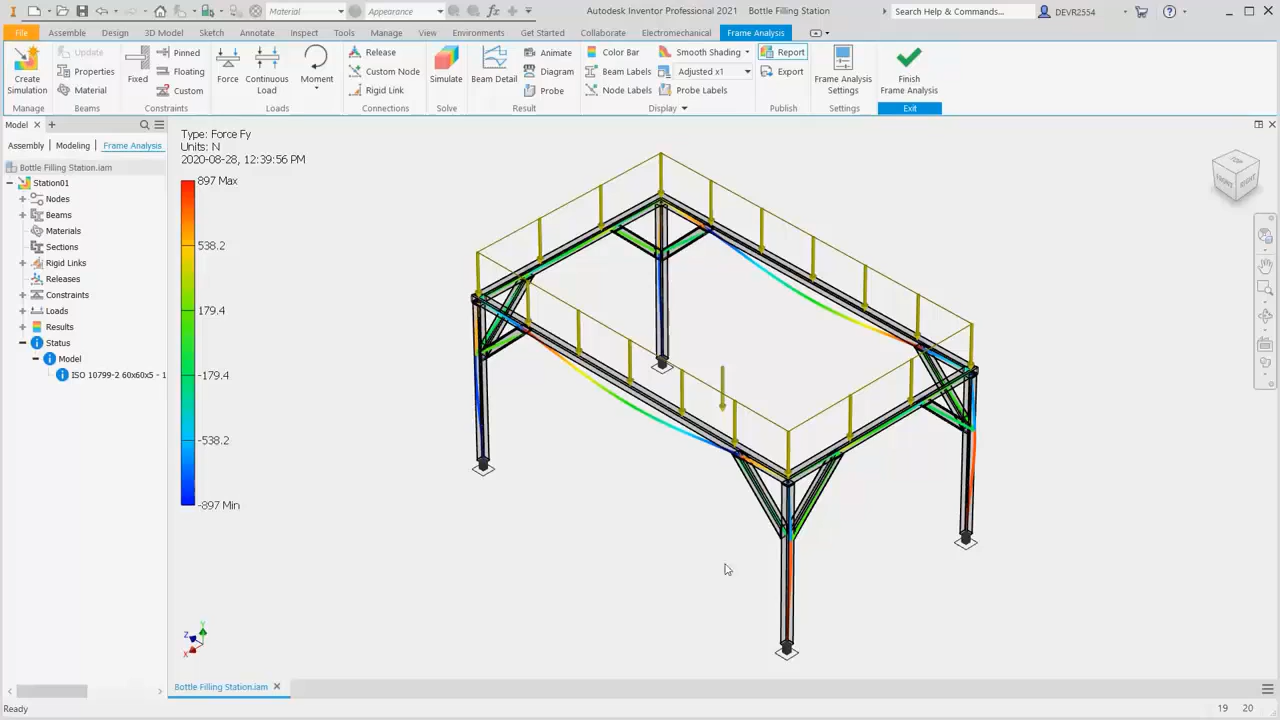 Material
Appearance
Autodesk Inventor Professional 2021
Bottle Filling Station
Search Help & Commands...
DEVR2554
File
Assembly
Design
3D Model
Sketch
Annotate
Inspect
Tools
Manage
View
Environments
Get Started
Collaborate
Electromechanical
Frame Analysis
Create
Simulation
Manage
Update
Properties
Material
Beams
Fixed
Pinned
Floating
Custom
Constraints
Force
Continuous
Load
Moment
Loads
Release
Custom Node
Rigid Link
Connections
Simulate
Solve
Beam Detail
Animate
Diagram
Probe
Result
Color Bar
Beam Labels
Node Labels
Smooth Shading
Adjusted x1
Probe Labels
Display
Report
Export
Publish
Frame Analysis
Settings
Settings
Finish
Frame Analysis
Exit
Model
Assembly
Modeling
Frame Analysis
Bottle Filling Station.iam
Station01
Nodes
Beams
Materials
Sections
Rigid Links
Releases
Constraints
Loads
Results
Status
Model
ISO 10799-2 60x60x5 - 1
Type: Force Fy
Units: N
2020-08-28, 12:39:56 PM
897 Max
538.2
179.4
-179.4
-538.2
-897 Min
TOP
FRONT
RIGHT
Y
Z
X
Bottle Filling Station.iam
Ready
19
20